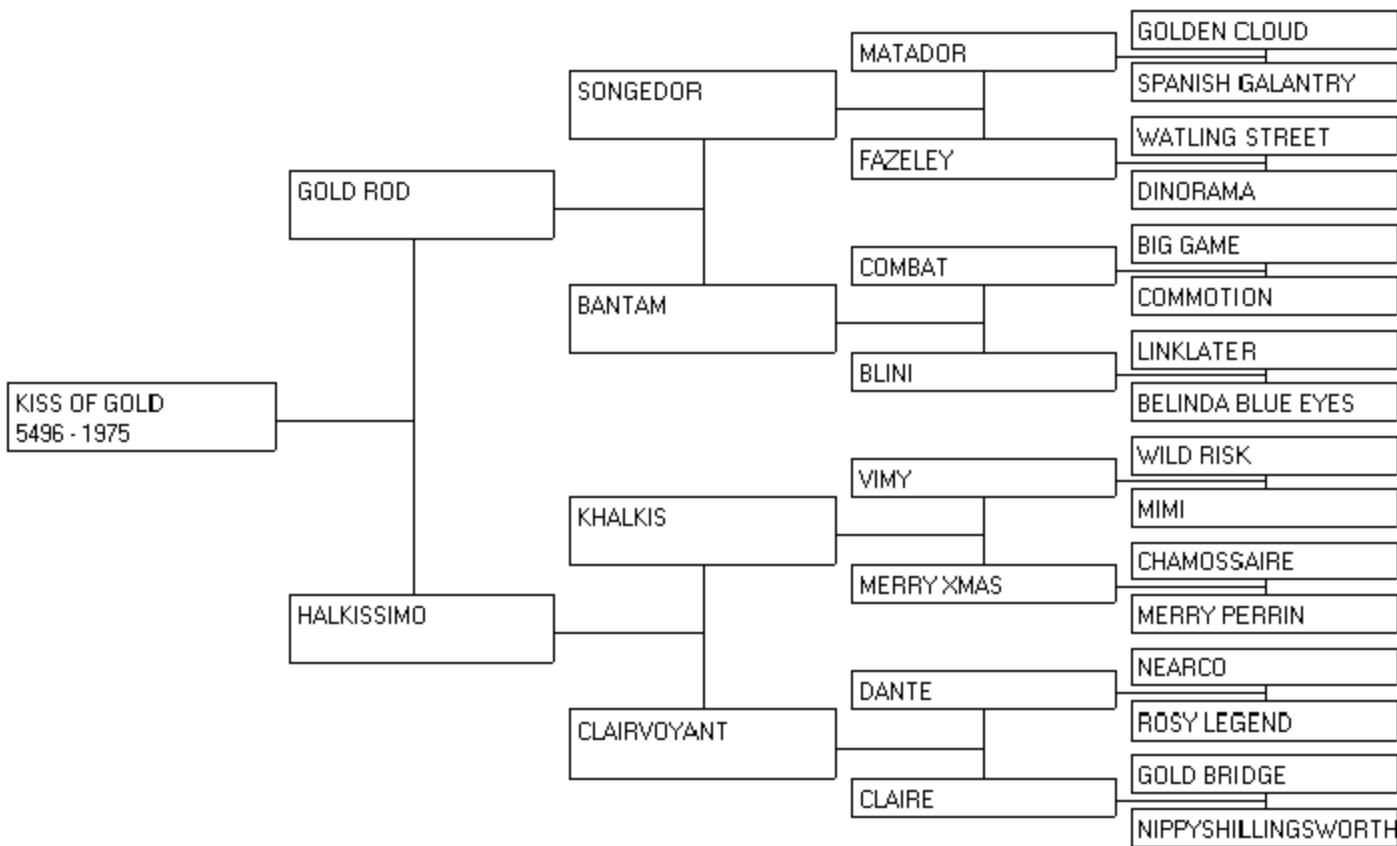 GOLDEN CLOUD
MATADOR
SPANISH GALANTRY
SONGEDOR
WATLING STREET
FAZELEY
DINORAMA
GOLD ROD
BIG GAME
COMBAT
COMMOTION
BANTAM
LINKLATER
BLINI
BELINDA BLUE EYES
KISS OF GOLD
5496 - 1975
WILD RISK
VIMY
MIMI
KHALKIS
CHAMOSSAIRE
MERRY XMAS
MERRY PERRIN
HALKISSIMO
NEARCO
DANTE
ROSY LEGEND
CLAIRVOYANT
GOLD BRIDGE
CLAIRE
NIPPYSHILLINGSWORTH